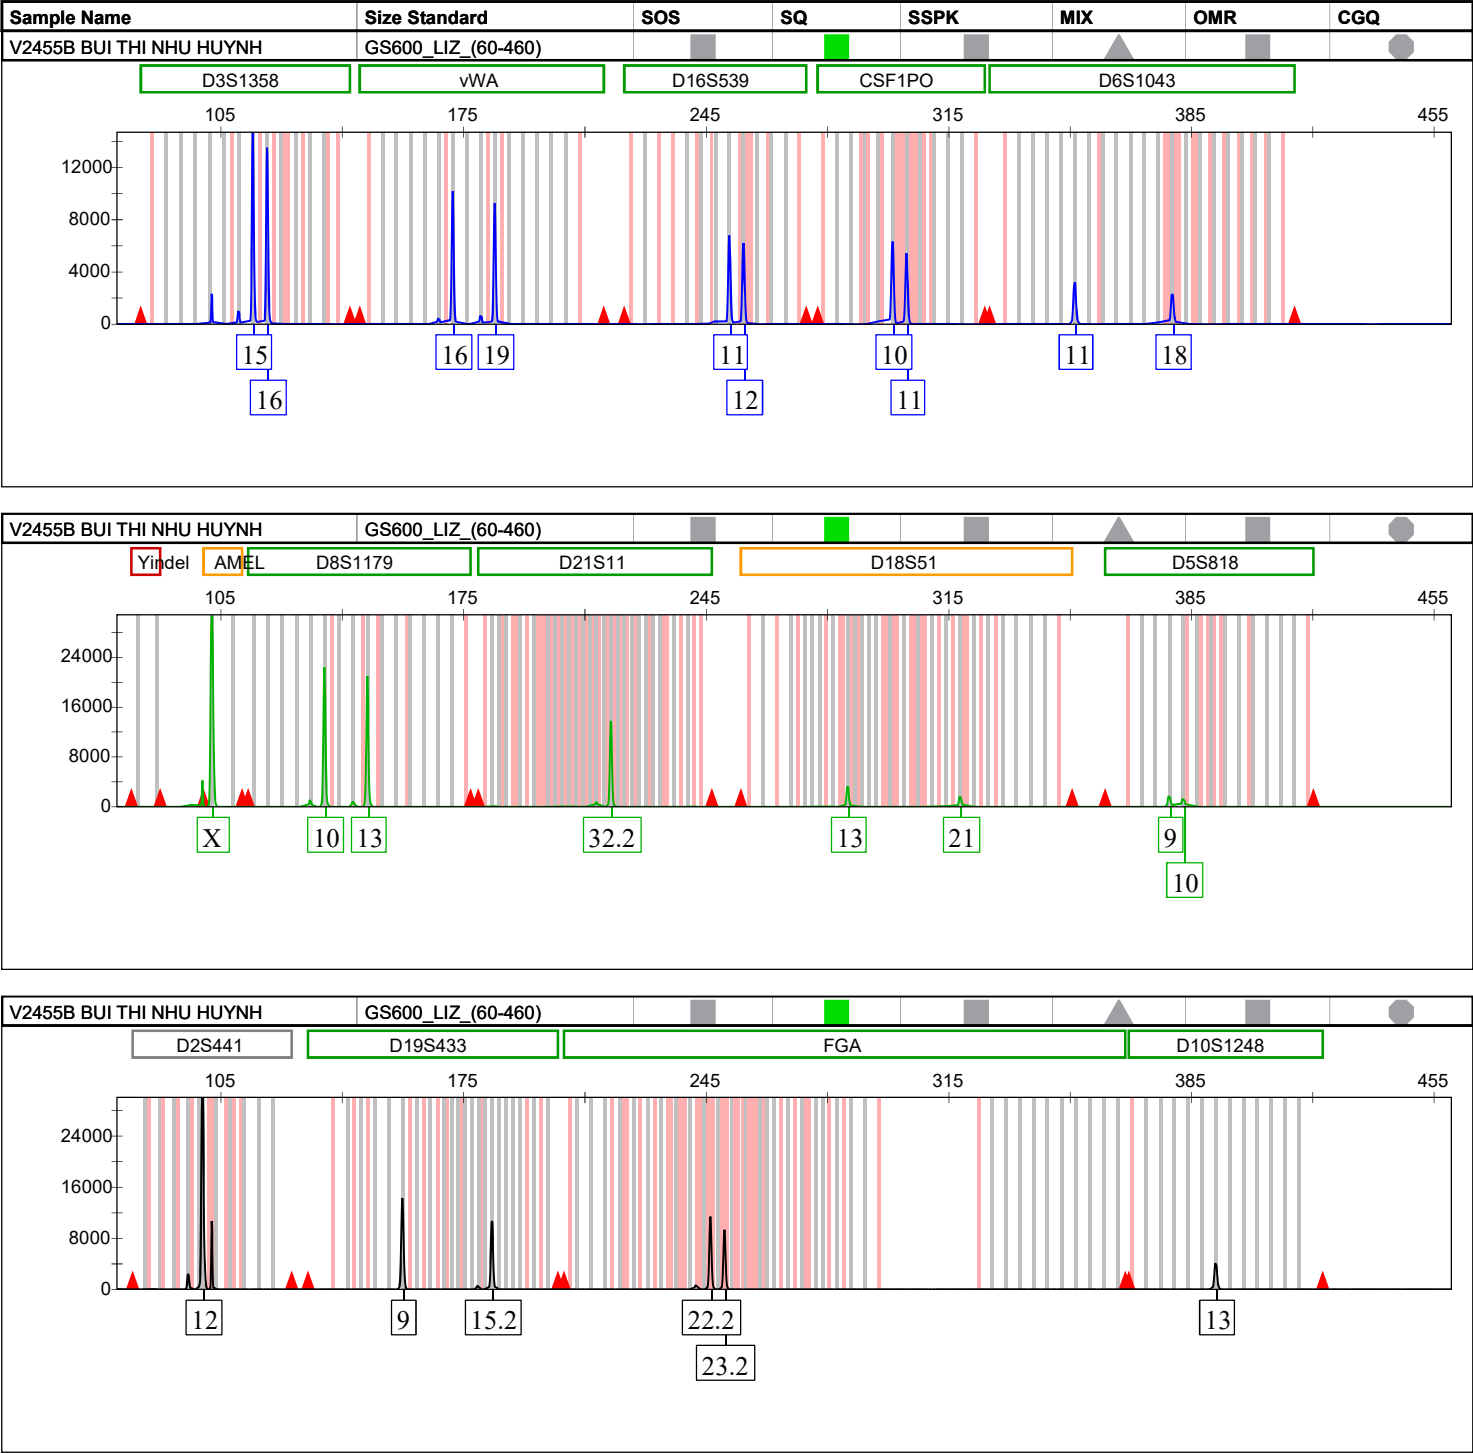 Sample Name Size Standard SOS SQ SSPK MIX OMR CGQ
V2455B BUI THI NHU HUYNH GS600_LIZ_(60-460)
D3S1358 vWA D16S539 CSF1PO D6S1043
105 175 245 315 385 455
12000
8000
4000
0
15 16 19 11 10 11 18
16 12 11
V2455B BUI THI NHU HUYNH GS600_LIZ_(60-460)
Yindel AMEL D8S1179 D21S11 D18S51 D5S818
105 175 245 315 385 455
24000
16000
8000
0
X 10 13 32.2 13 21 9
10
V2455B BUI THI NHU HUYNH GS600_LIZ_(60-460)
D2S441 D19S433 FGA D10S1248
105 175 245 315 385 455
24000
16000
8000
0
12 9 15.2 22.2 13
23.2